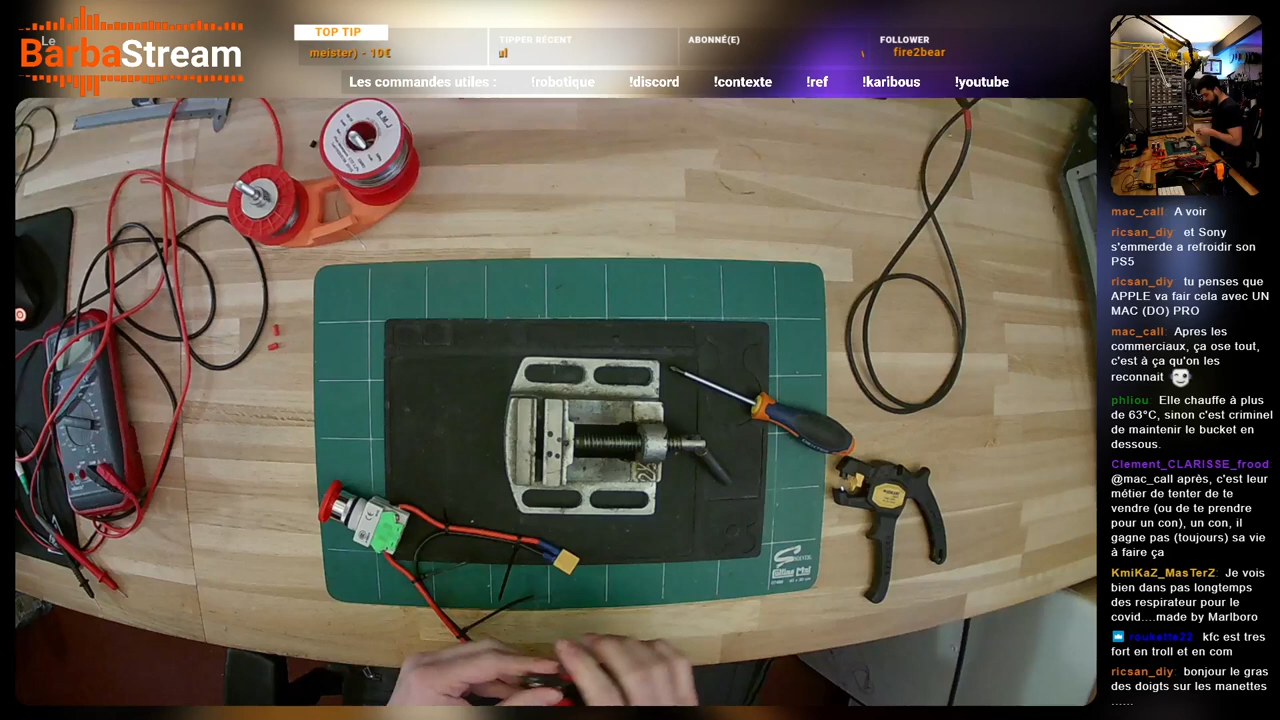 Le
BarbaStream
TOP TIP
meister) - 10€
TIPPER RÉCENT
ul
ABONNÉ(E)
FOLLOWER
fire2bear
Les commandes utiles : !robotique !discord !contexte !ref !karibous !youtube
mac_call A voir
ricsan_diy et Sony
s'emmerde a refroidir son
PS5
ricsan_diy tu penses que
APPLE va fair cela avec UN
MAC (DO) PRO
mac_call: Apres les
commerciaux, ça ose tout,
c'est à ça qu'on les
reconnait
phliou: Elle chauffe à plus
de 63°C, sinon c'est criminel
de maintenir le bucket en
dessous.
Clement_CLARISSE_frood
@mac_call après, c'est leur
métier de tenter de te
vendre (ou de te prendre
pour un con), un con, il
gagne pas (toujours) sa vie
à faire ça
KmiKaZ_MasTerZ: Je vois
bien dans pas longtemps
des respirateur pour le
covid....made by Marlboro
roukette22 kfc est tres
fort en troll et en com
ricsan_diy bonjour le gras
des doigts sur les manettes
......
Cutting Mat